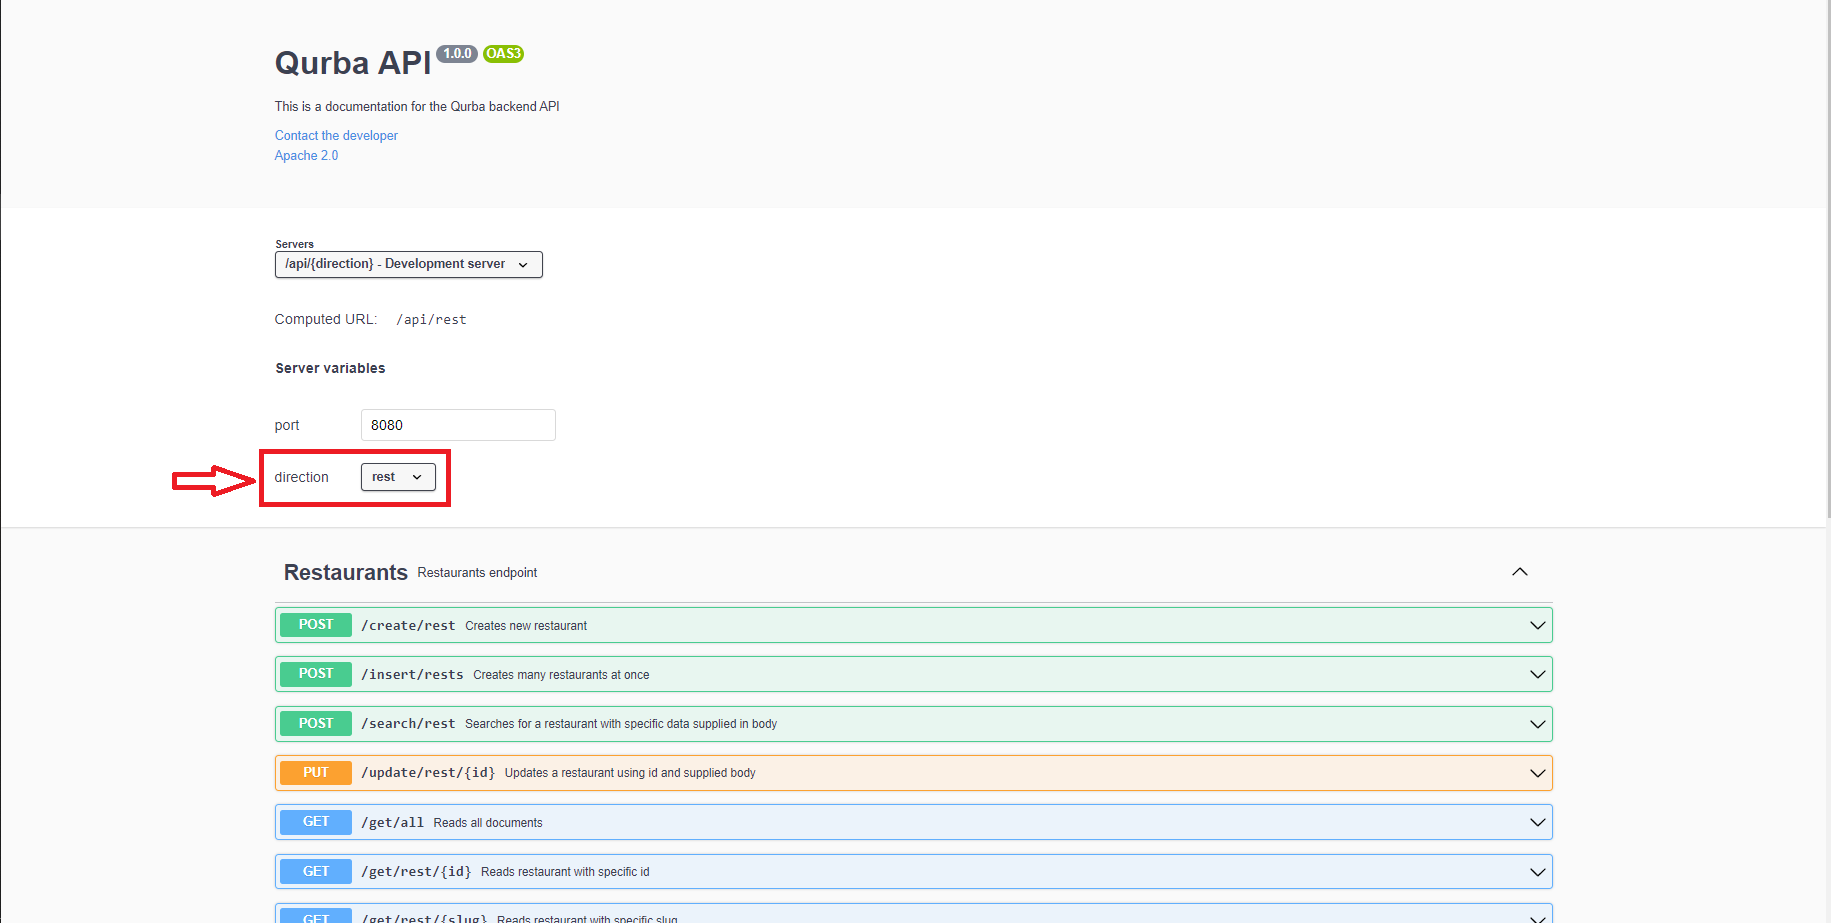 Qurba API 1.0.0 OAS3
This is a documentation for the Qurba backend API
Contact the developer
Apache 2.0
Servers
/api/{direction} - Development server
Computed URL: /api/rest
Server variables
port 8080
direction rest
Restaurants Restaurants endpoint
POST /create/rest Creates new restaurant
POST /insert/rests Creates many restaurants at once
POST /search/rest Searches for a restaurant with specific data supplied in body
PUT /update/rest/{id} Updates a restaurant using id and supplied body
GET /get/all Reads all documents
GET /get/rest/{id} Reads restaurant with specific id
GET /get/rest/{slug} Reads restaurant with specific slug